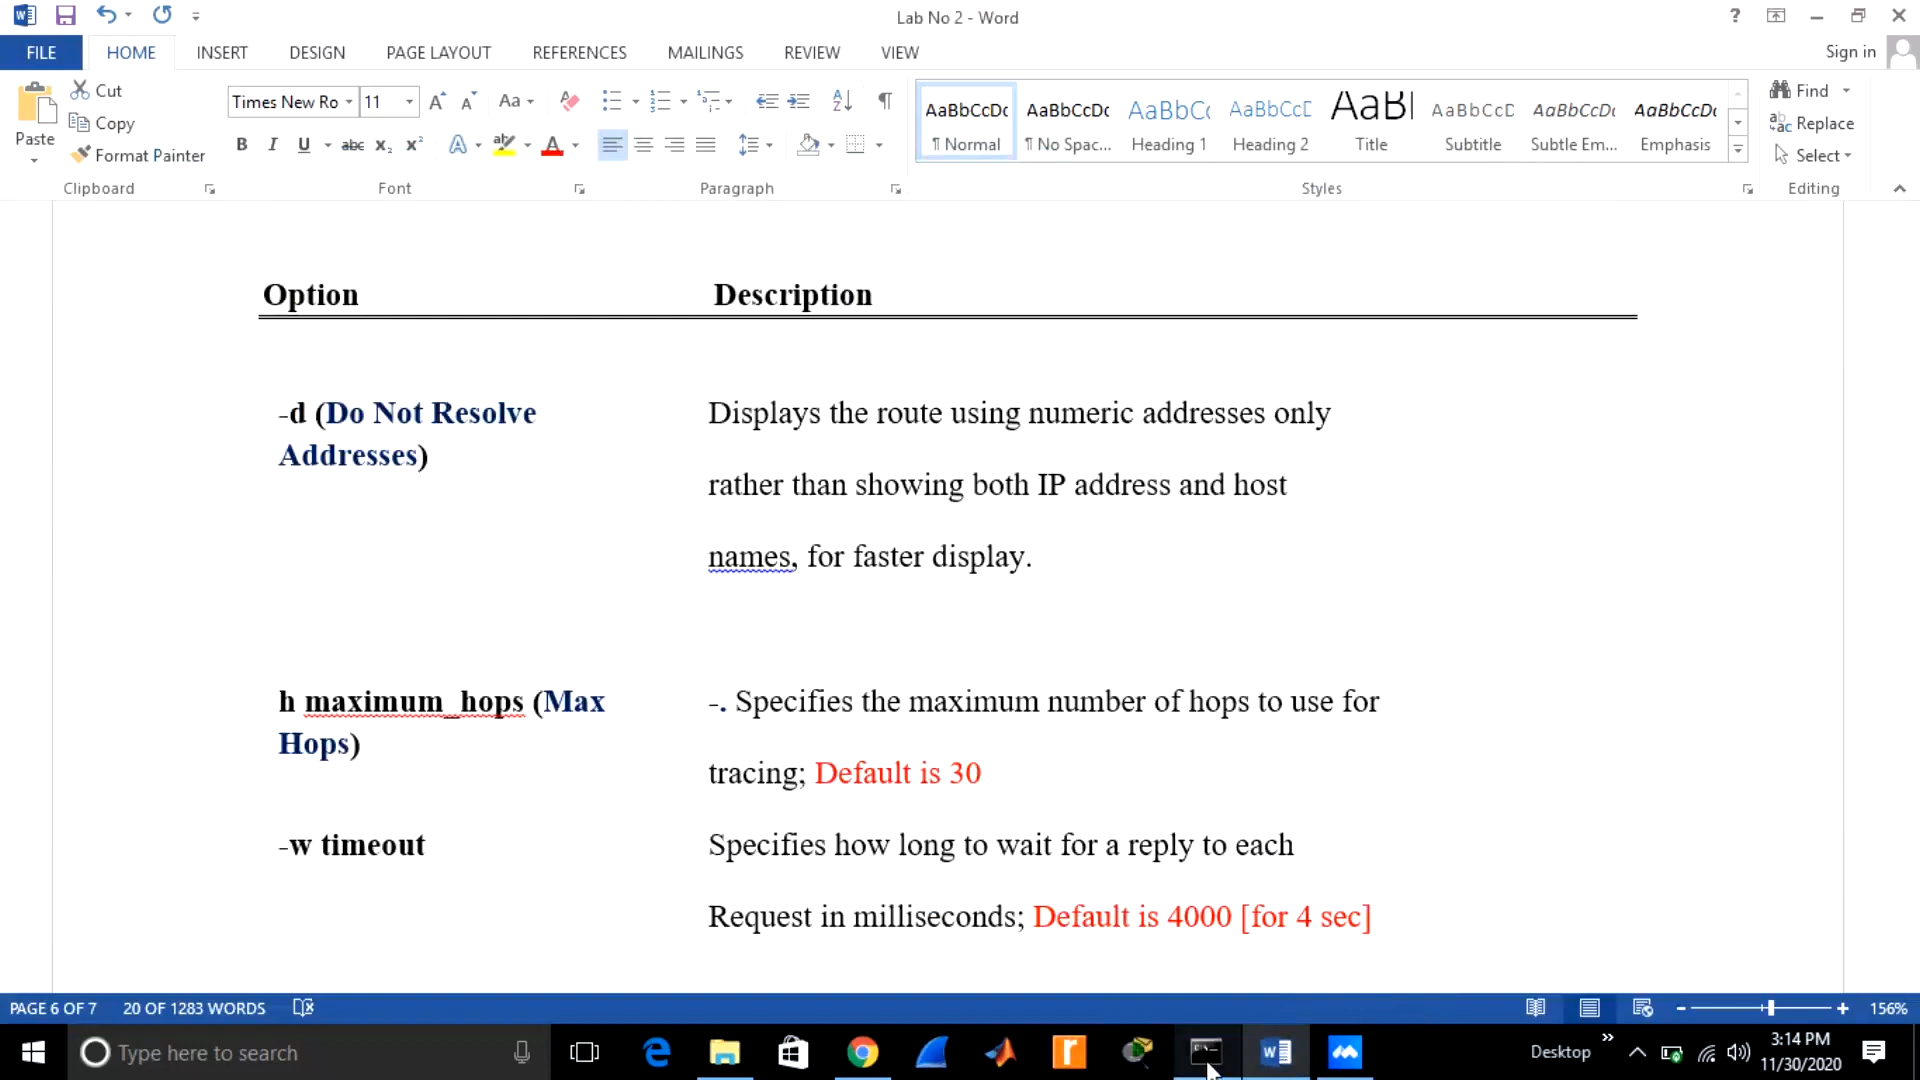 Lab No 2 - Word
?
FILE HOME INSERT DESIGN PAGE LAYOUT REFERENCES MAILINGS REVIEW VIEW Sign in
Paste
Cut
Copy
Format Painter
Clipboard
Times New Ro 11
Aa
B I U abc x₂ x² A aby A
Font
A Z ¶
Paragraph
AaBbCcDc AaBbCcDc AaBbC( AaBbCcD AaB AaBbCcD AaBbCcDc AaBbCcDc
¶ Normal ¶ No Spac... Heading 1 Heading 2 Title Subtitle Subtle Em... Emphasis
Styles
Find
Replace
Select
Editing
Option Description
-d (Do Not Resolve
Addresses)
Displays the route using numeric addresses only
rather than showing both IP address and host
names, for faster display.
h maximum_hops (Max
Hops)
-. Specifies the maximum number of hops to use for
tracing; Default is 30
-w timeout
Specifies how long to wait for a reply to each
Request in milliseconds; Default is 4000 [for 4 sec]
PAGE 6 OF 7 20 OF 1283 WORDS 156%
Type here to search
Desktop
3:14 PM
11/30/2020